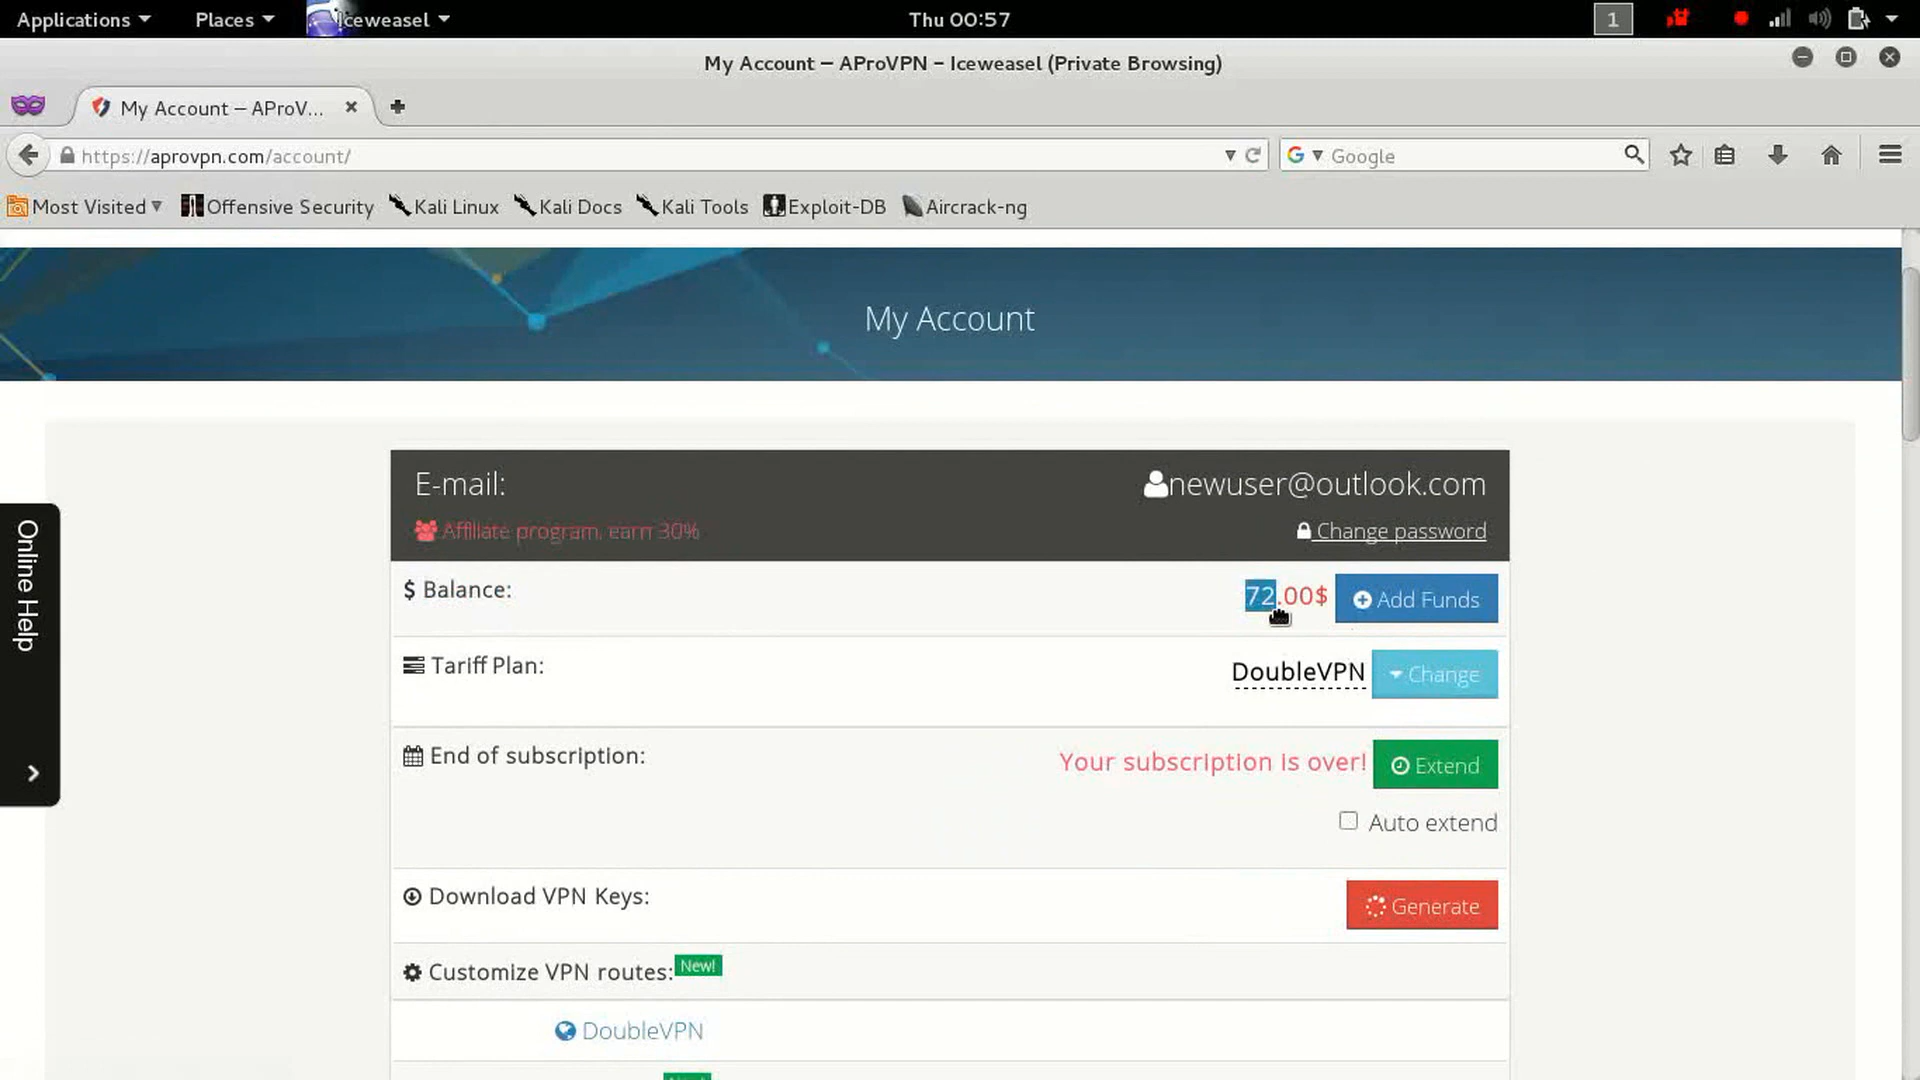 Applications Places Iceweasel Thu 00:57 1
My Account – AProVPN – Iceweasel (Private Browsing)
My Account – AProV...
https://aprovpn.com/account/ Google
Most Visited Offensive Security Kali Linux Kali Docs Kali Tools Exploit-DB Aircrack-ng
My Account
E-mail: newuser@outlook.com
Affiliate program, earn 30% Change password
$ Balance: 72.00$ Add Funds
Tariff Plan: DoubleVPN Change
End of subscription: Your subscription is over! Extend
Auto extend
Download VPN Keys: Generate
Customize VPN routes: New!
DoubleVPN
Online Help